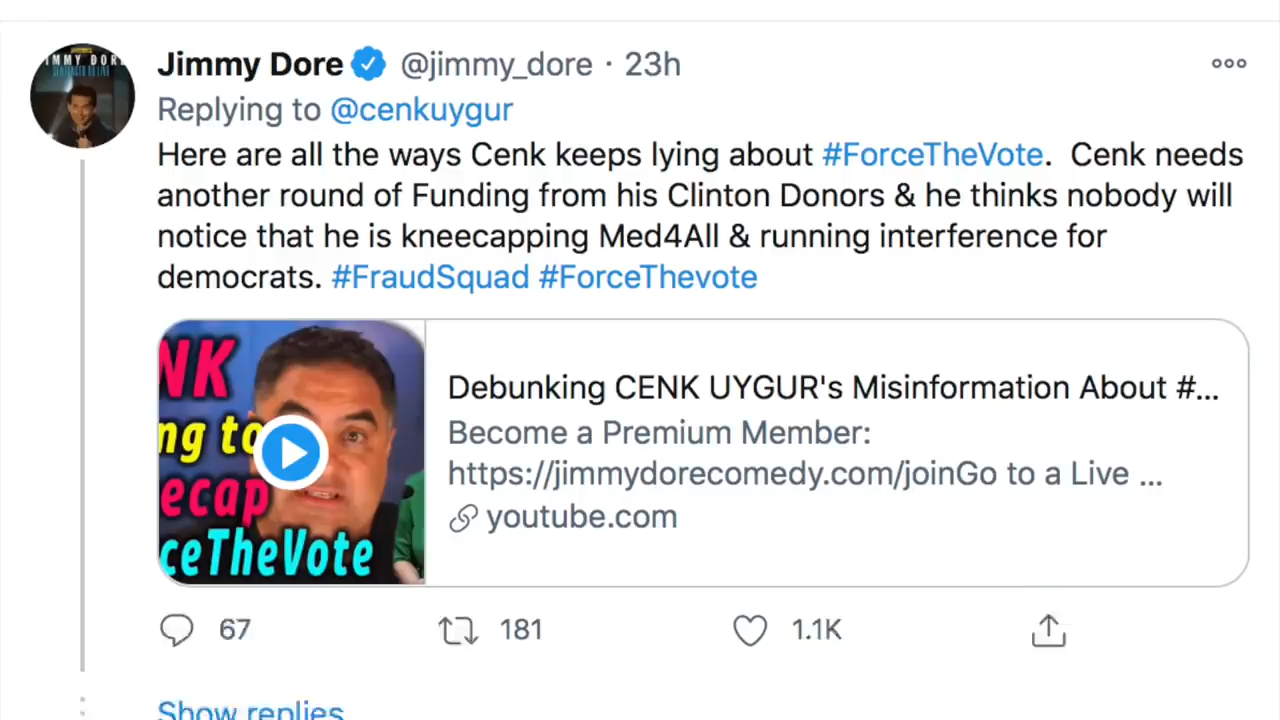 Jimmy Dore @jimmy_dore · 23h
Replying to @cenkuygur
Here are all the ways Cenk keeps lying about #ForceTheVote. Cenk needs
another round of Funding from his Clinton Donors & he thinks nobody will
notice that he is kneecapping Med4All & running interference for
democrats. #FraudSquad #ForceThevote
NK
ng to
ecap
ceTheVote
Debunking CENK UYGUR's Misinformation About #...
Become a Premium Member:
https://jimmydorecomedy.com/joinGo to a Live ...
youtube.com
67 181 1.1K
Show replies